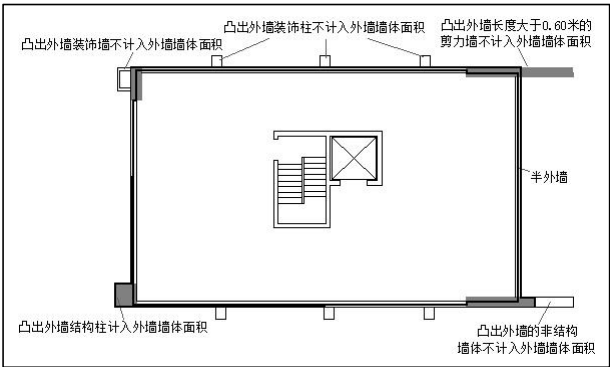 凸出外墙装饰墙不计入外墙墙体面积
凸出外墙装饰柱不计入外墙墙体面积
凸出外墙长度大于0.60米的
剪力墙不计入外墙墙体面积
半外墙
凸出外墙结构柱计入外墙墙体面积
凸出外墙的非结构
墙体不计入外墙墙体面积